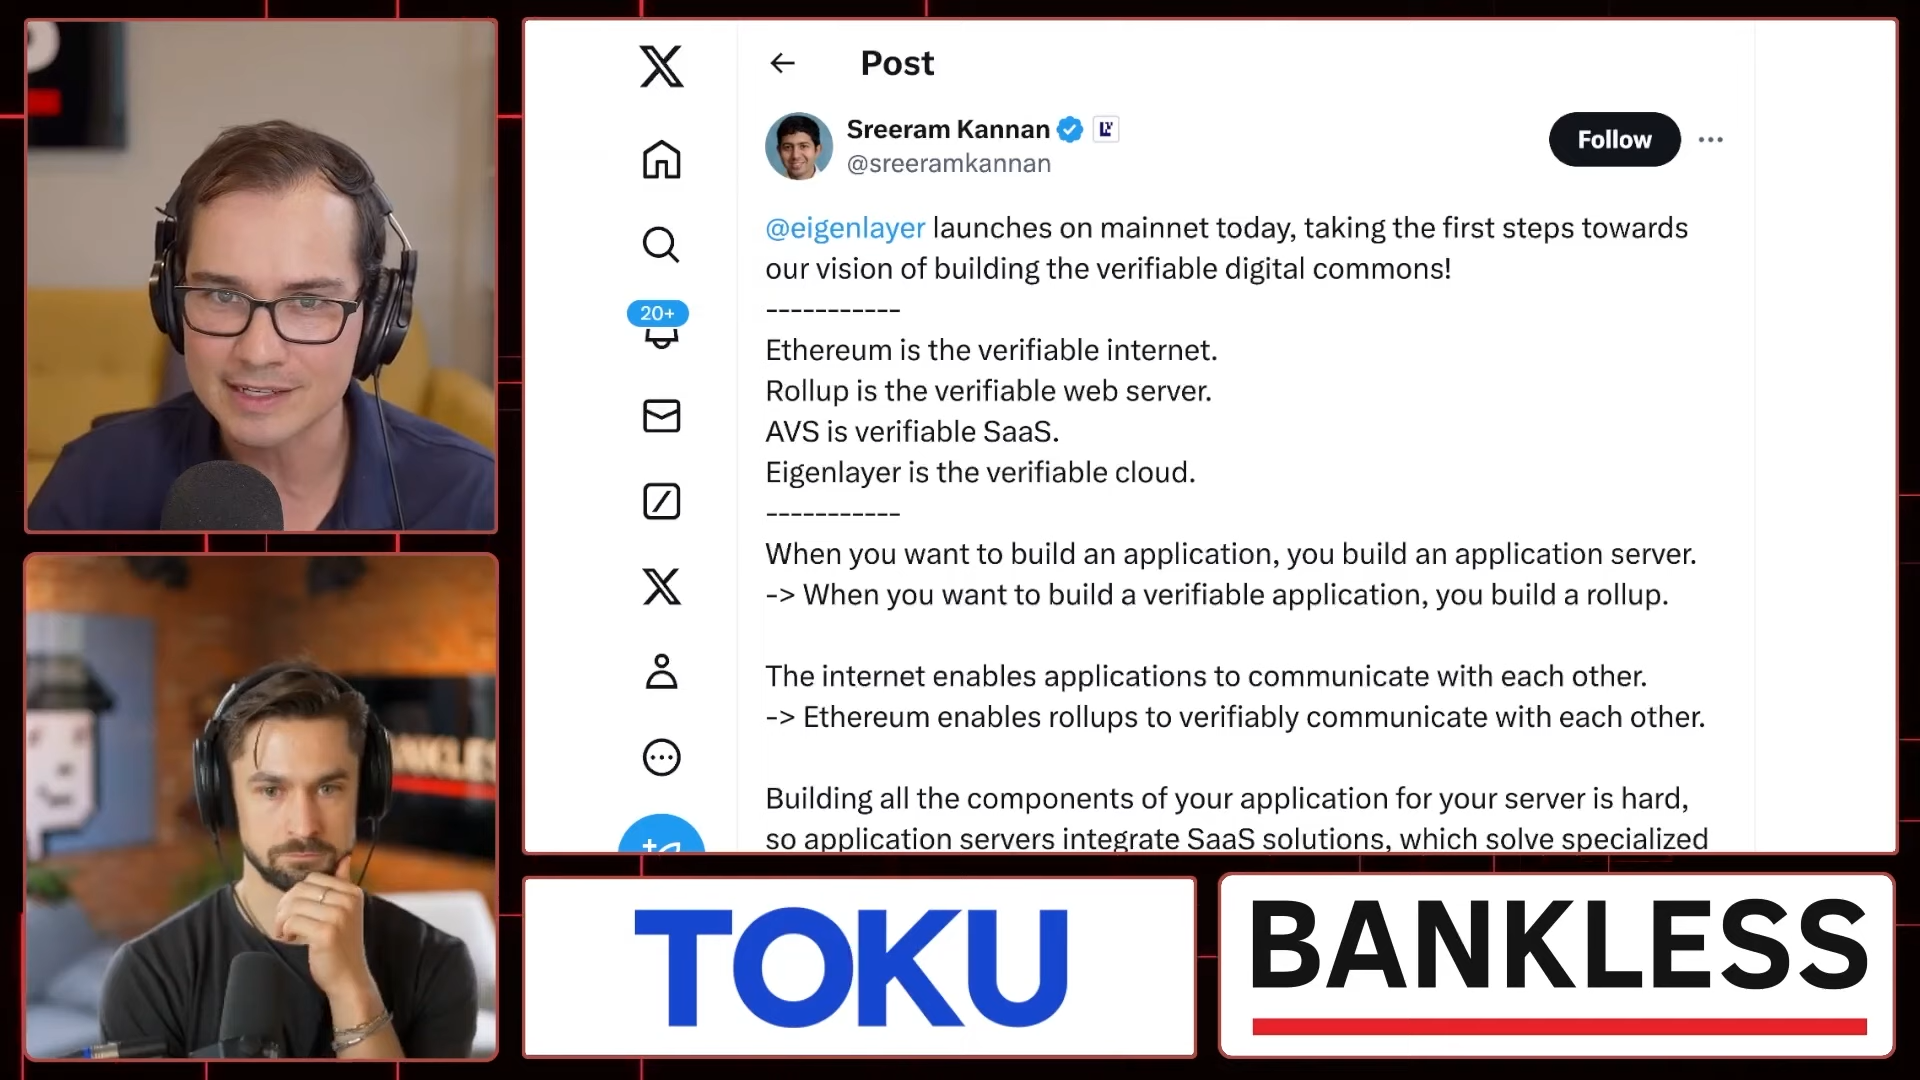 Post
Sreeram Kannan
@sreeramkannan
Follow
@eigenlayer launches on mainnet today, taking the first steps towards
our vision of building the verifiable digital commons!
-----------
Ethereum is the verifiable internet.
Rollup is the verifiable web server.
AVS is verifiable SaaS.
Eigenlayer is the verifiable cloud.
-----------
When you want to build an application, you build an application server.
-> When you want to build a verifiable application, you build a rollup.
The internet enables applications to communicate with each other.
-> Ethereum enables rollups to verifiably communicate with each other.
Building all the components of your application for your server is hard,
so application servers integrate SaaS solutions, which solve specialized
20+
TOKU
BANKLESS